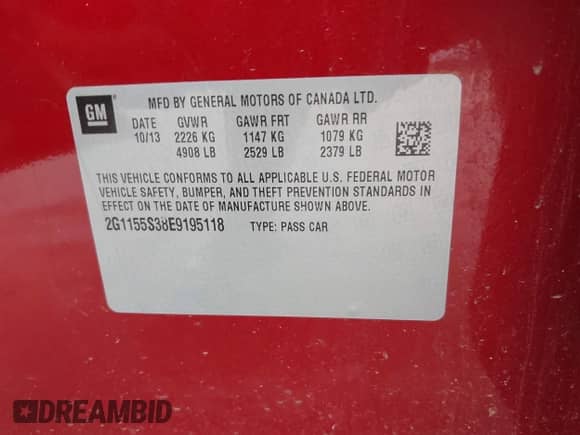 GM
MFD BY GENERAL MOTORS OF CANADA LTD.
DATE GVWR GAWR FRT GAWR RR
10/13 2226 KG 1147 KG 1079 KG
4908 LB 2529 LB 2379 LB
THIS VEHICLE CONFORMS TO ALL APPLICABLE U.S. FEDERAL MOTOR
VEHICLE SAFETY, BUMPER, AND THEFT PREVENTION STANDARDS IN
EFFECT ON THE DATE OF MANUFACTURE SHOWN ABOVE.
2G1155S38E9195118 TYPE: PASS CAR
DREAMBID